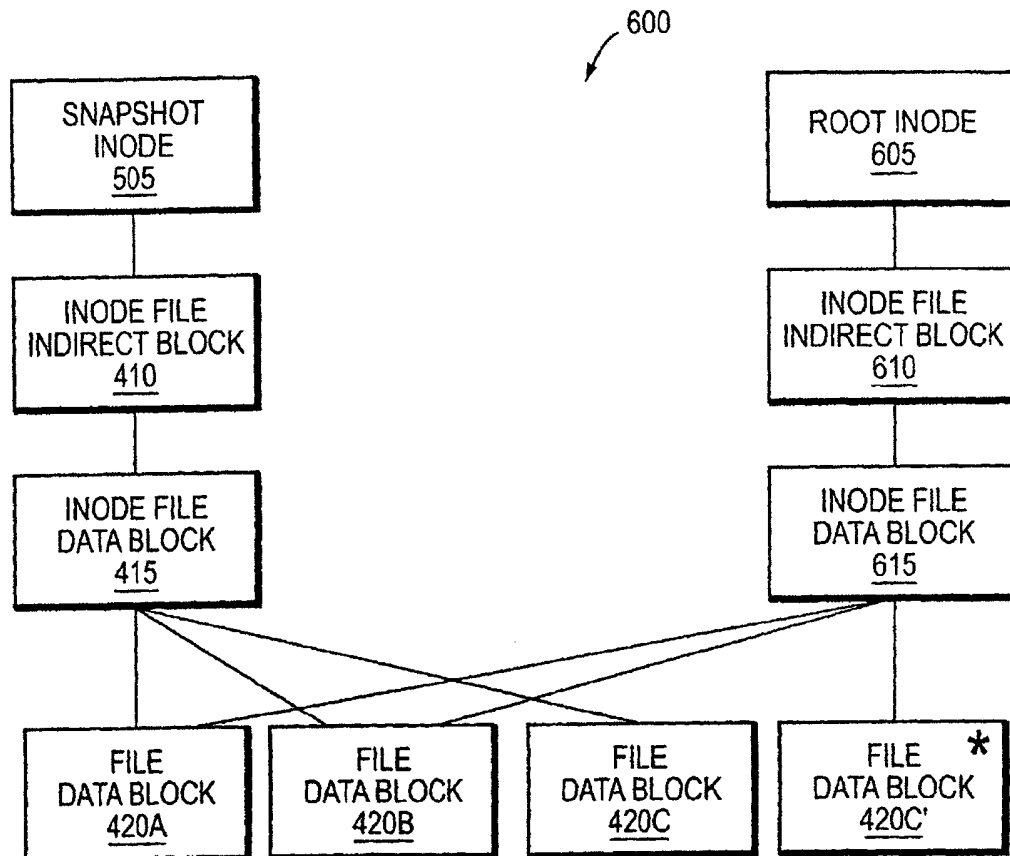 600
SNAPSHOT
INODE
505
ROOT INODE
605
INODE FILE
INDIRECT BLOCK
410
INODE FILE
INDIRECT BLOCK
610
INODE FILE
DATA BLOCK
415
INODE FILE
DATA BLOCK
615
FILE
DATA BLOCK
420A
FILE
DATA BLOCK
420B
FILE
DATA BLOCK
420C
*
FILE
DATA BLOCK
420C'